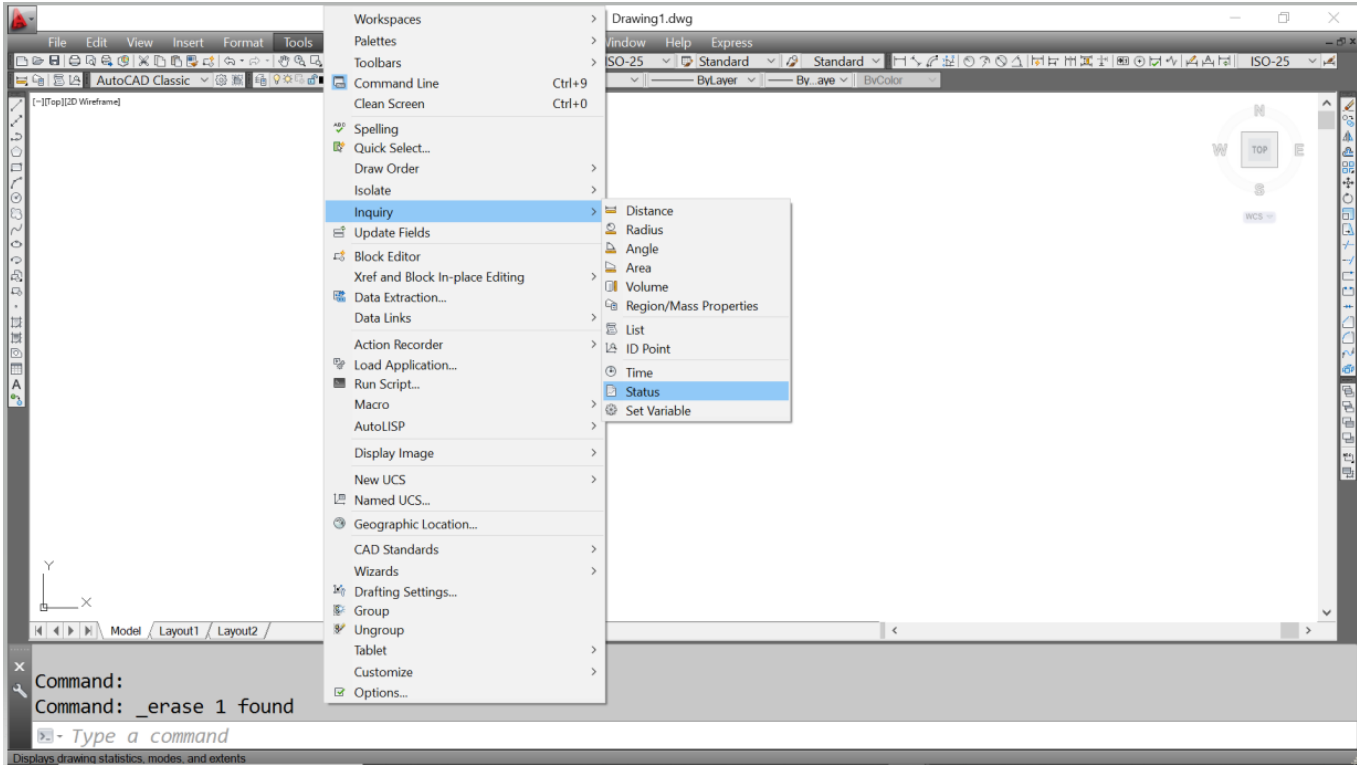 Drawing1.dwg
File Edit View Insert Format Tools Window Help Express
ISO-25 Standard Standard ISO-25
AutoCAD Classic ByLayer By...aye ByColor
[-][Top][2D Wireframe]
Workspaces
Palettes
Toolbars
Command Line Ctrl+9
Clean Screen Ctrl+0
ABC Spelling
Quick Select...
Draw Order
Isolate
Inquiry
Update Fields
Block Editor
Xref and Block In-place Editing
Data Extraction...
Data Links
Action Recorder
Load Application...
Run Script...
Macro
AutoLISP
Display Image
New UCS
Named UCS...
Geographic Location...
CAD Standards
Wizards
Drafting Settings...
Group
Ungroup
Tablet
Customize
Options...
Distance
Radius
Angle
Area
Volume
Region/Mass Properties
List
ID Point
Time
Status
Set Variable
N
W TOP E
S
WCS
A
Y
X
Model Layout1 Layout2
Command:
Command: _erase 1 found
Type a command
Displays drawing statistics, modes, and extents